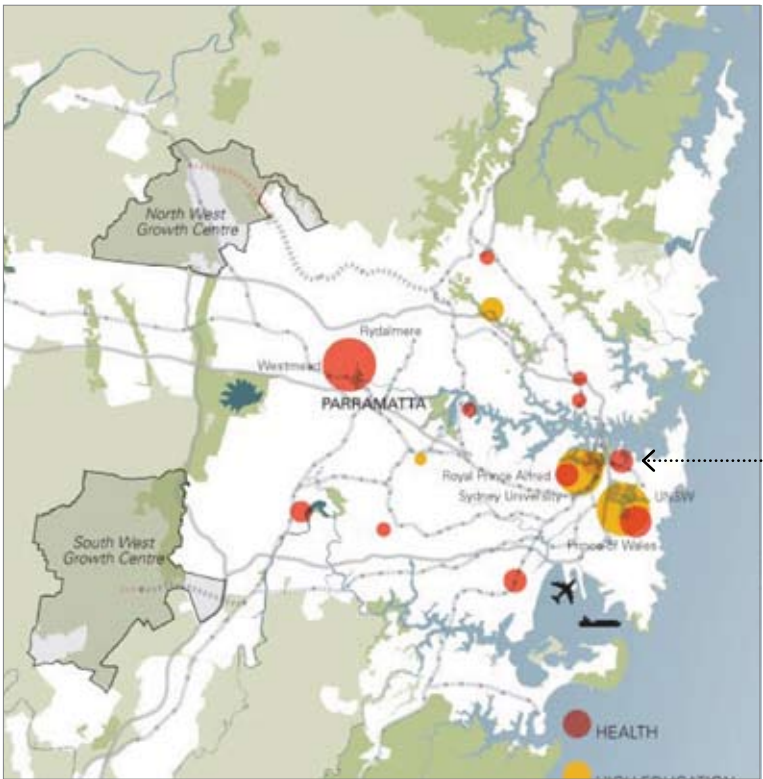 North West
Growth Centre
Rydalmere
Westmead
PARRAMATTA
Royal Prince Alfred
Sydney University
UNSW
Prince of Wales
South West
Growth Centre
HEALTH